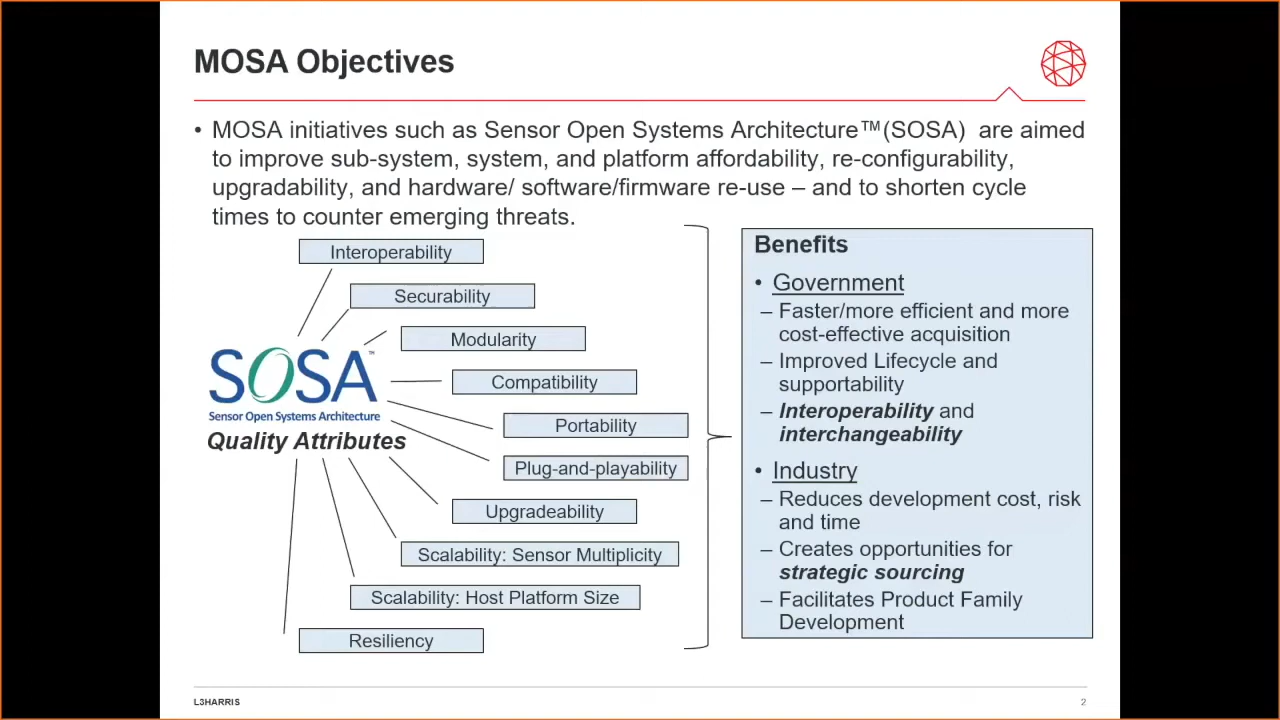 MOSA Objectives
• MOSA initiatives such as Sensor Open Systems Architecture™(SOSA) are aimed
to improve sub-system, system, and platform affordability, re-configurability,
upgradability, and hardware/ software/firmware re-use – and to shorten cycle
times to counter emerging threats.
Interoperability
Securability
Modularity
Compatibility
Portability
Plug-and-playability
Upgradeability
Scalability: Sensor Multiplicity
Scalability: Host Platform Size
Resiliency
SOSA™
Sensor Open Systems Architecture
Quality Attributes
Benefits
• Government
– Faster/more efficient and more
cost-effective acquisition
– Improved Lifecycle and
supportability
– Interoperability and
interchangeability
• Industry
– Reduces development cost, risk
and time
– Creates opportunities for
strategic sourcing
– Facilitates Product Family
Development
L3HARRIS
2